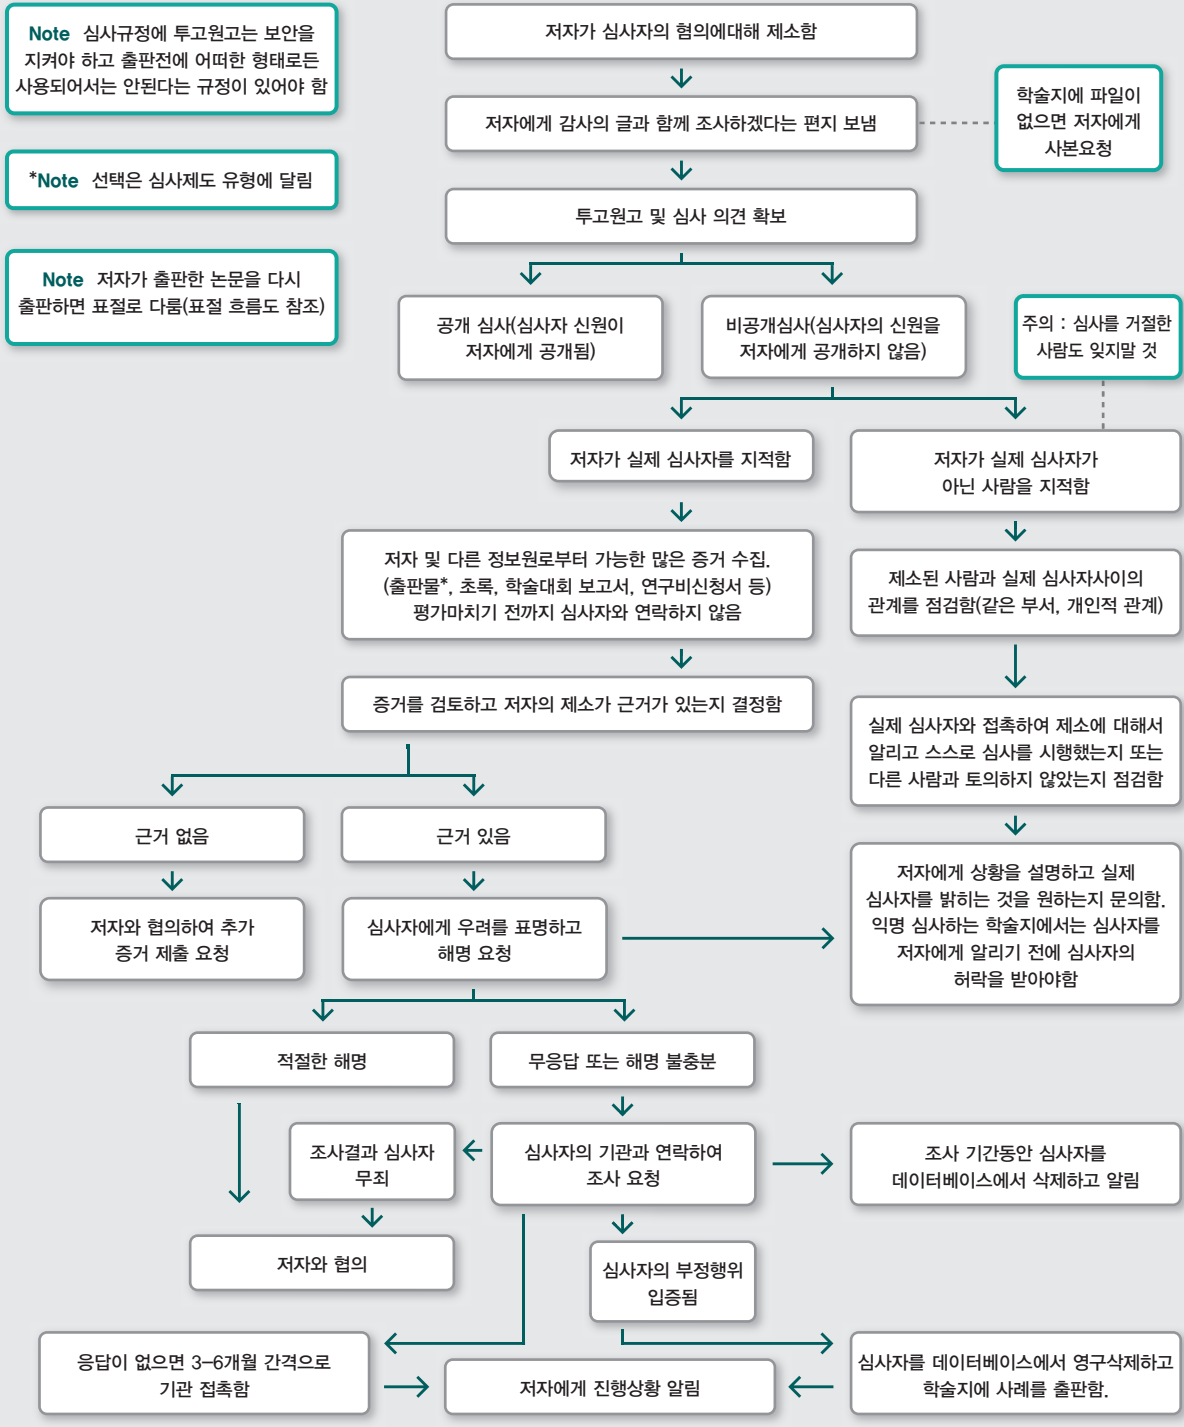 Note 심사규정에 투고원고는 보안을
지켜야 하고 출판전에 어떠한 형태로든
사용되어서는 안된다는 규정이 있어야 함
*Note 선택은 심사제도 유형에 달림
Note 저자가 출판한 논문을 다시
출판하면 표절로 다룸(표절 흐름도 참조)
저자가 심사자의 혐의에대해 제소함
저자에게 감사의 글과 함께 조사하겠다는 편지 보냄
학술지에 파일이
없으면 저자에게
사본요청
투고원고 및 심사 의견 확보
공개 심사(심사자 신원이
저자에게 공개됨)
비공개심사(심사자의 신원을
저자에게 공개하지 않음)
주의 : 심사를 거절한
사람도 잊지말 것
저자가 실제 심사자를 지적함
저자가 실제 심사자가
아닌 사람을 지적함
저자 및 다른 정보원로부터 가능한 많은 증거 수집.
(출판물*, 초록, 학술대회 보고서, 연구비신청서 등)
평가마치기 전까지 심사자와 연락하지 않음
제소된 사람과 실제 심사자사이의
관계를 점검함(같은 부서, 개인적 관계)
증거를 검토하고 저자의 제소가 근거가 있는지 결정함
실제 심사자와 접촉하여 제소에 대해서
알리고 스스로 심사를 시행했는지 또는
다른 사람과 토의하지 않았는지 점검함
근거 없음
근거 있음
저자와 협의하여 추가
증거 제출 요청
심사자에게 우려를 표명하고
해명 요청
저자에게 상황을 설명하고 실제
심사자를 밝히는 것을 원하는지 문의함.
익명 심사하는 학술지에서는 심사자를
저자에게 알리기 전에 심사자의
허락을 받아야함
적절한 해명
무응답 또는 해명 불충분
조사결과 심사자
무죄
심사자의 기관과 연락하여
조사 요청
조사 기간동안 심사자를
데이터베이스에서 삭제하고 알림
저자와 협의
심사자의 부정행위
입증됨
응답이 없으면 3–6개월 간격으로
기관 접촉함
저자에게 진행상황 알림
심사자를 데이터베이스에서 영구삭제하고
학술지에 사례를 출판함.